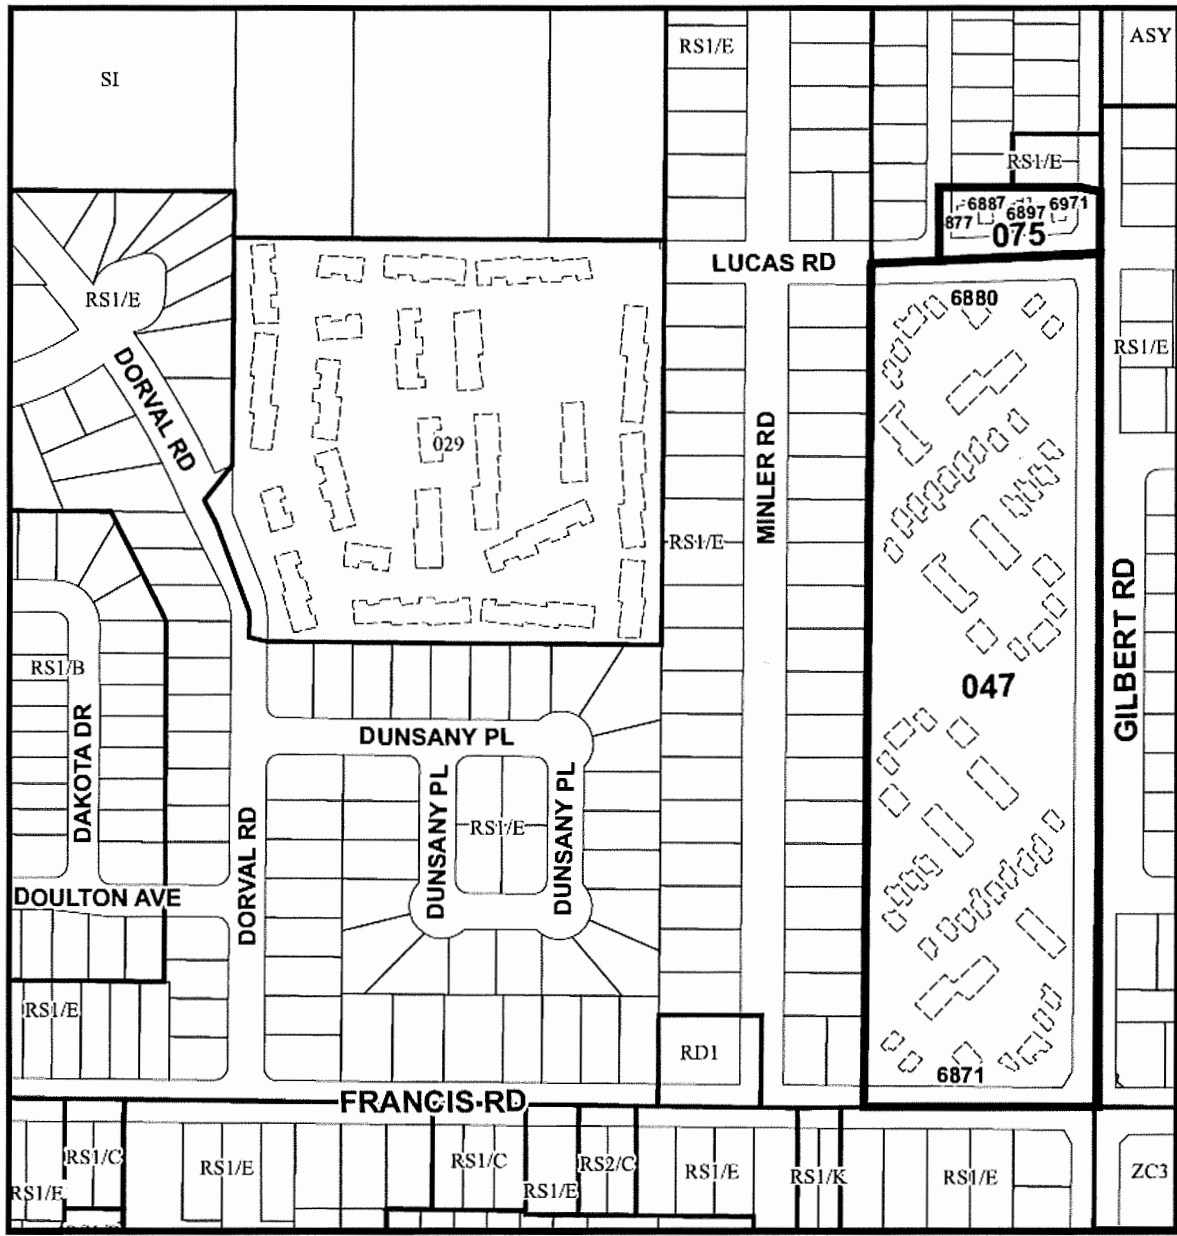 SI
RS1/E
ASY
RS1/E
6887
6971
877
6897
075
LUCAS RD
RS1/E
6880
RS1/E
DORVAL RD
029
MINLER RD
RS1/E
GILBERT RD
RS1/B
047
DAKOTA DR
DUNSANY PL
DUNSANY PL
RS1/E
DUNSANY PL
DORVAL RD
DOULTON AVE
RS1/E
RD1
6871
FRANCIS RD
RS1/C
RS1/E
RS1/C
RS2/C
RS1/E
RS1/K
RS1/E
ZC3
RS1/E
RS1/E